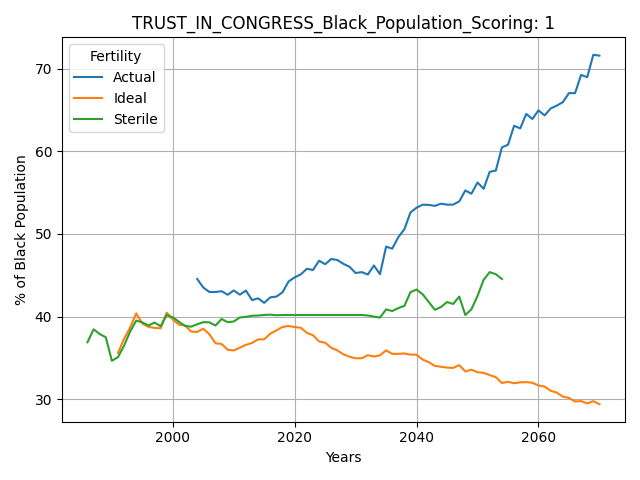 TRUST_IN_CONGRESS_Black_Population_Scoring: 1
Fertility
Actual
Ideal
Sterile
% of Black Population
70
60
50
40
30
2000
2020
2040
2060
Years